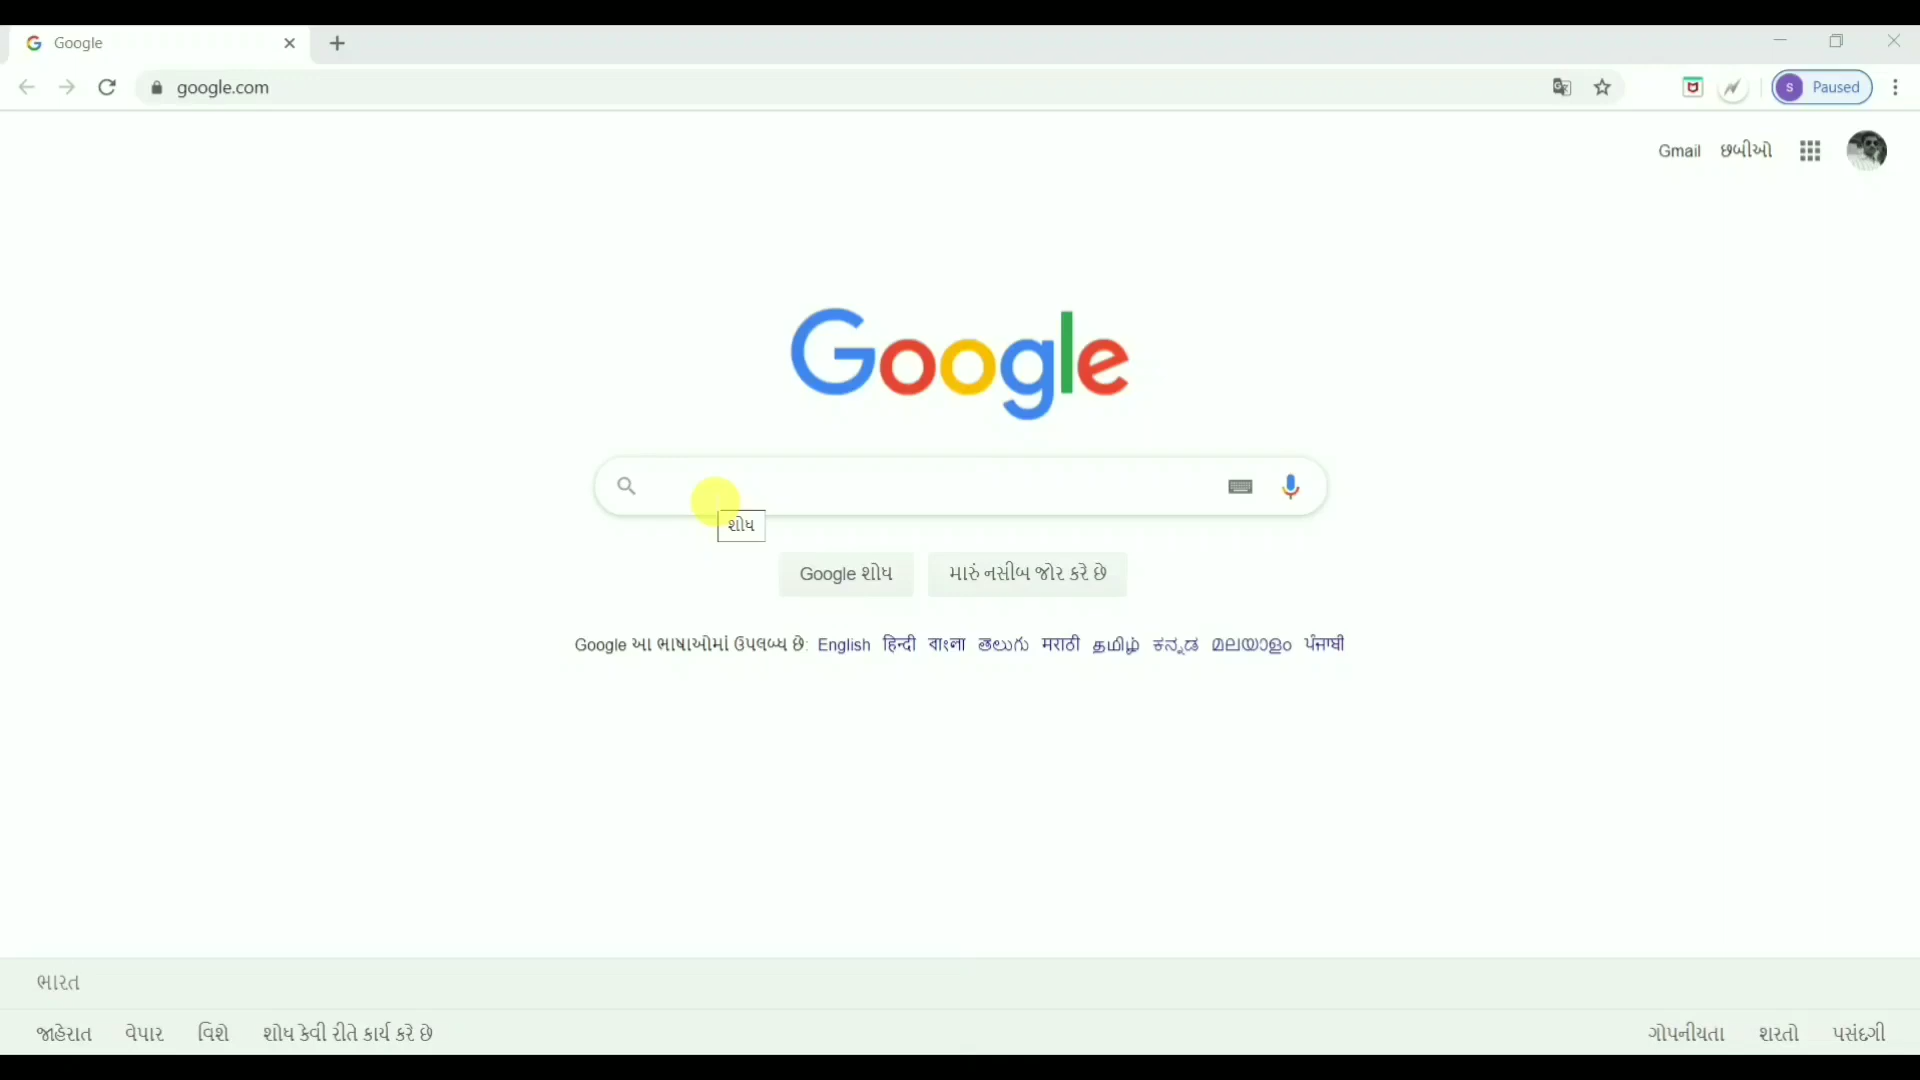 Google
google.com
S Paused
Gmail છબીઓ
Google
શોધ
Google શોધ મારું નસીબ જોર કરે છે
Google આ ભાષાઓમાં ઉપલબ્ધ છે: English हिन्दी বাংলা తెలుగు मराठी தமிழ் ಕನ್ನಡ മലയാളം ਪੰਜਾਬੀ
ભારત
જાહેરાત વેપાર વિશે શોધ કેવી રીતે કાર્ય કરે છે ગોપનીયતા શરતો પસંદગી